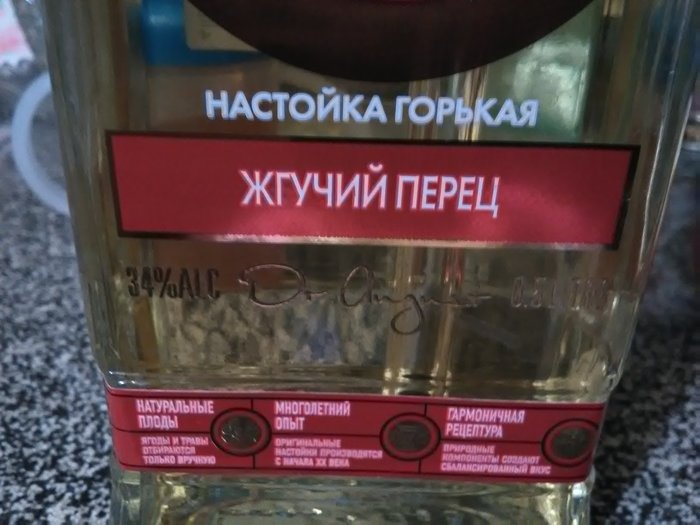 НАСТОЙКА ГОРЬКАЯ
ЖГУЧИЙ ПЕРЕЦ
34%ALC
НАТУРАЛЬНЫЕ
ПЛОДЫ
ЯГОДЫ И ТРАВЫ
ОТБИРАЮТСЯ
ТОЛЬКО ВРУЧНУЮ
МНОГОЛЕТНИЙ
ОПЫТ
ОРИГИНАЛЬНЫЕ
НАСТОЙКИ ПРОИЗВОДЯТСЯ
С НАЧАЛА XX ВЕКА
ГАРМОНИЧНАЯ
РЕЦЕПТУРА
ПРИРОДНЫЕ
КОМПОНЕНТЫ СОЗДАЮТ
СБАЛАНСИРОВАННЫЙ ВКУС